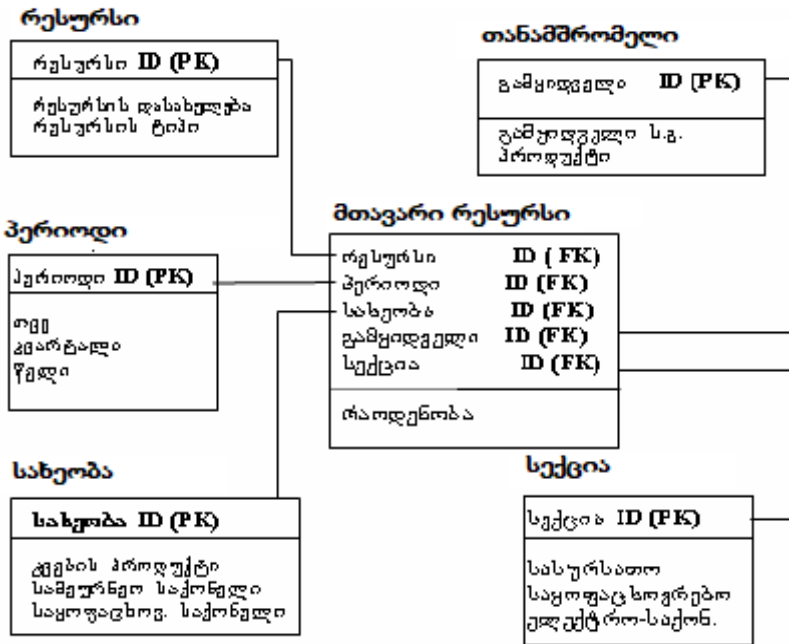 რესურსი
რესურსი ID (PK)
რესურსის დასახელება
რესურსის ტიპი
თანამშრომელი
გამყიდველი ID (PK)
გამყიდველი ს.გ.
პროდუქტი
პერიოდი
პერიოდი ID (PK)
თვე
კვარტალი
წელი
მთავარი რესურსი
რესურსი ID ( FK)
პერიოდი ID (FK)
სახეობა ID (FK)
გამყიდველი ID (FK)
სექცია ID (FK)
რაოდენობა
სახეობა
სახეობა ID (PK)
კვების პროდუქტი
სამეურნეო საქონელი
საყოფაცხოვ. საქონელი
სექცია
სექცია ID (PK)
სასურსათო
საყოფაცხოვრებო
ელექტრო-საქონ.